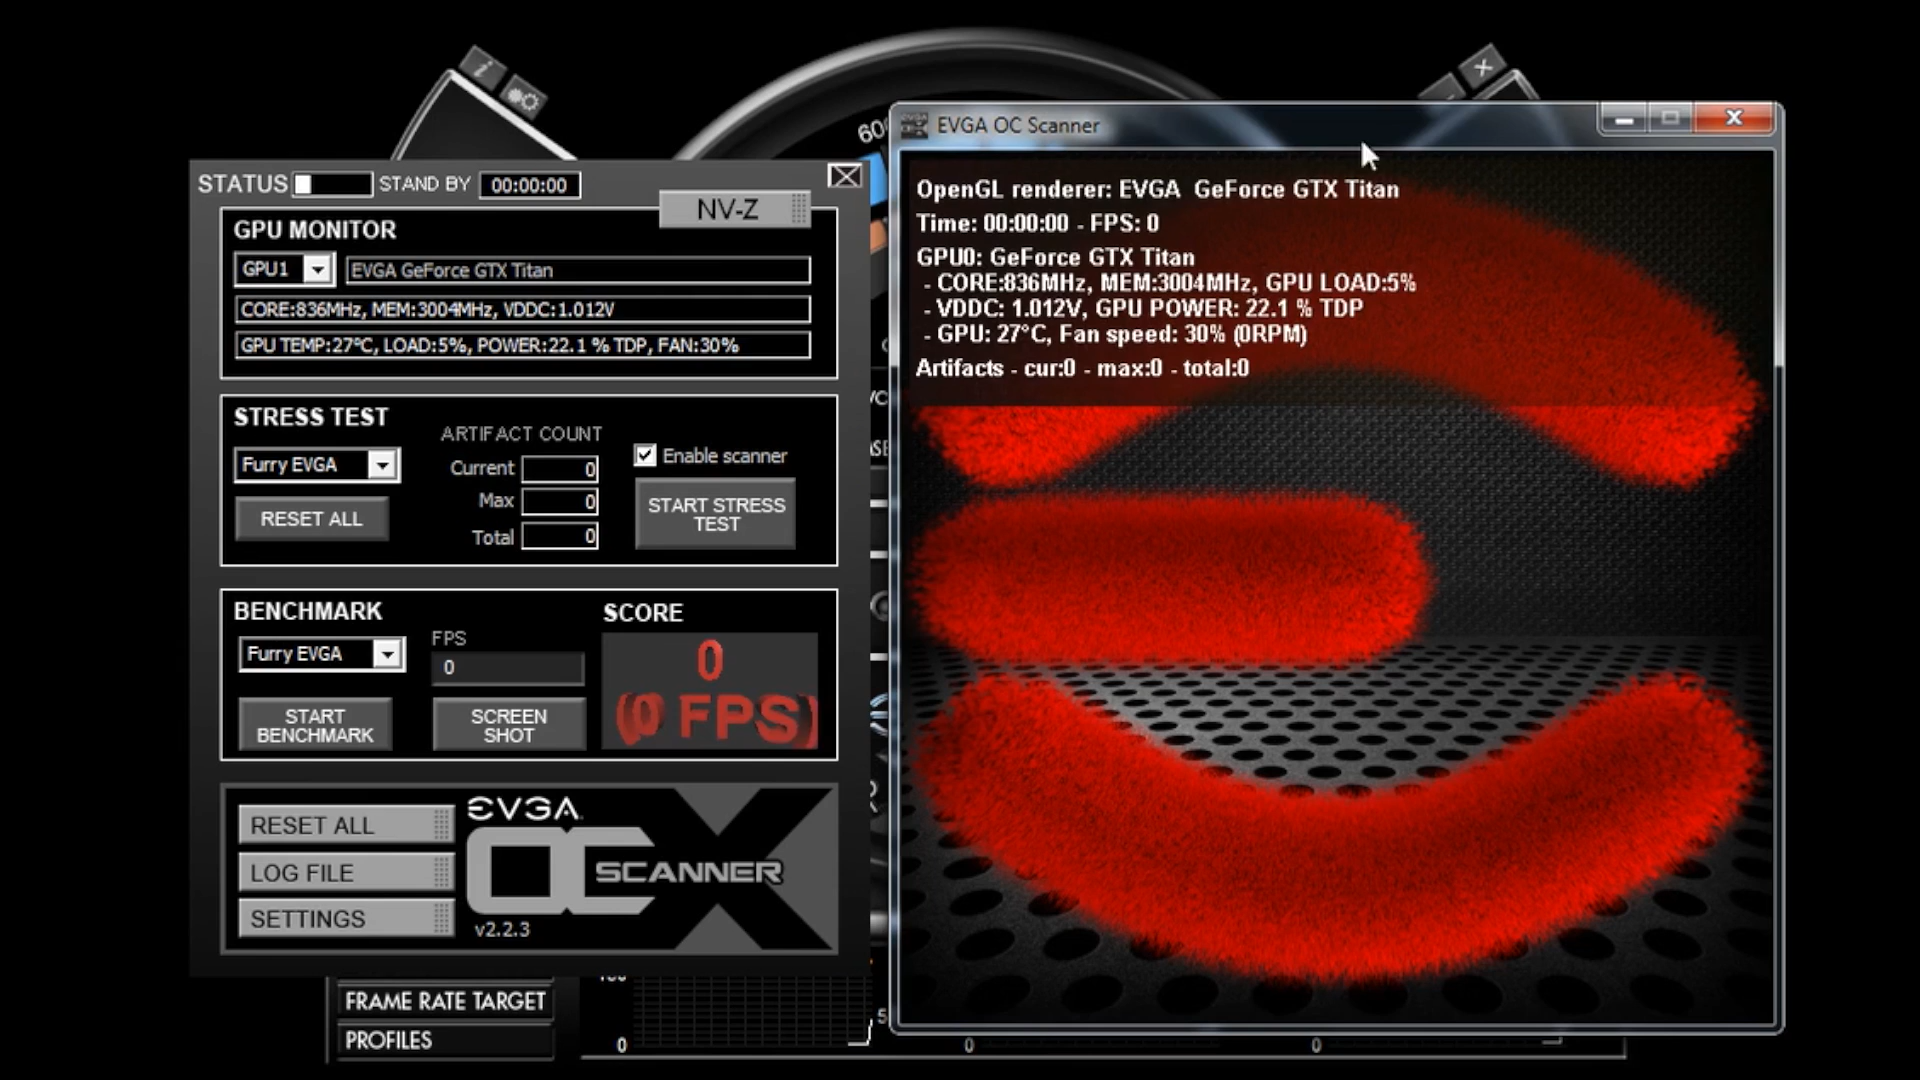 STATUS STAND BY 00:00:00
NV-Z
GPU MONITOR
GPU1 EVGA GeForce GTX Titan
CORE:836MHz, MEM:3004MHz, VDDC:1.012V
GPU TEMP:27°C, LOAD:5%, POWER:22.1 % TDP, FAN:30%
STRESS TEST
Furry EVGA
RESET ALL
ARTIFACT COUNT
Current 0
Max 0
Total 0
Enable scanner
START STRESS
TEST
BENCHMARK
Furry EVGA
START
BENCHMARK
FPS
0
SCREEN
SHOT
SCORE
0
(0 FPS)
RESET ALL
LOG FILE
SETTINGS
EVGA
OC SCANNER X
v2.2.3
FRAME RATE TARGET
PROFILES
0
0
0
600
EVGA OC Scanner
OpenGL renderer: EVGA GeForce GTX Titan
Time: 00:00:00 - FPS: 0
GPU0: GeForce GTX Titan
- CORE:836MHz, MEM:3004MHz, GPU LOAD:5%
- VDDC: 1.012V, GPU POWER: 22.1 % TDP
- GPU: 27°C, Fan speed: 30% (0RPM)
Artifacts - cur:0 - max:0 - total:0